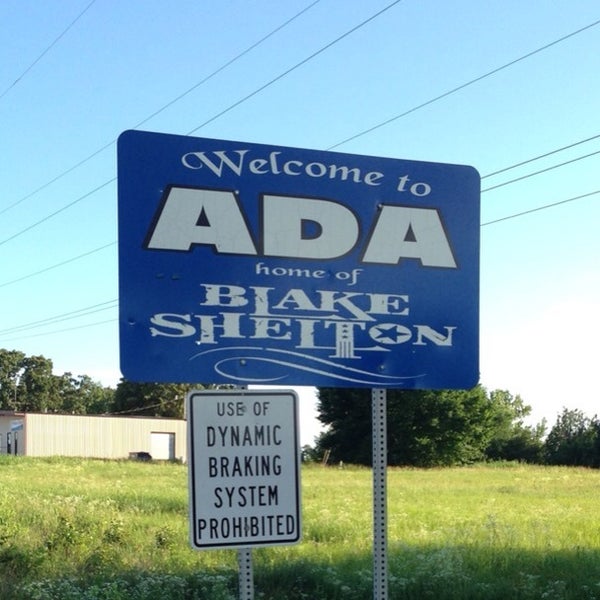 Welcome to
ADA
home of
BLAKE
SHELTON
USE OF
DYNAMIC
BRAKING
SYSTEM
PROHIBITED